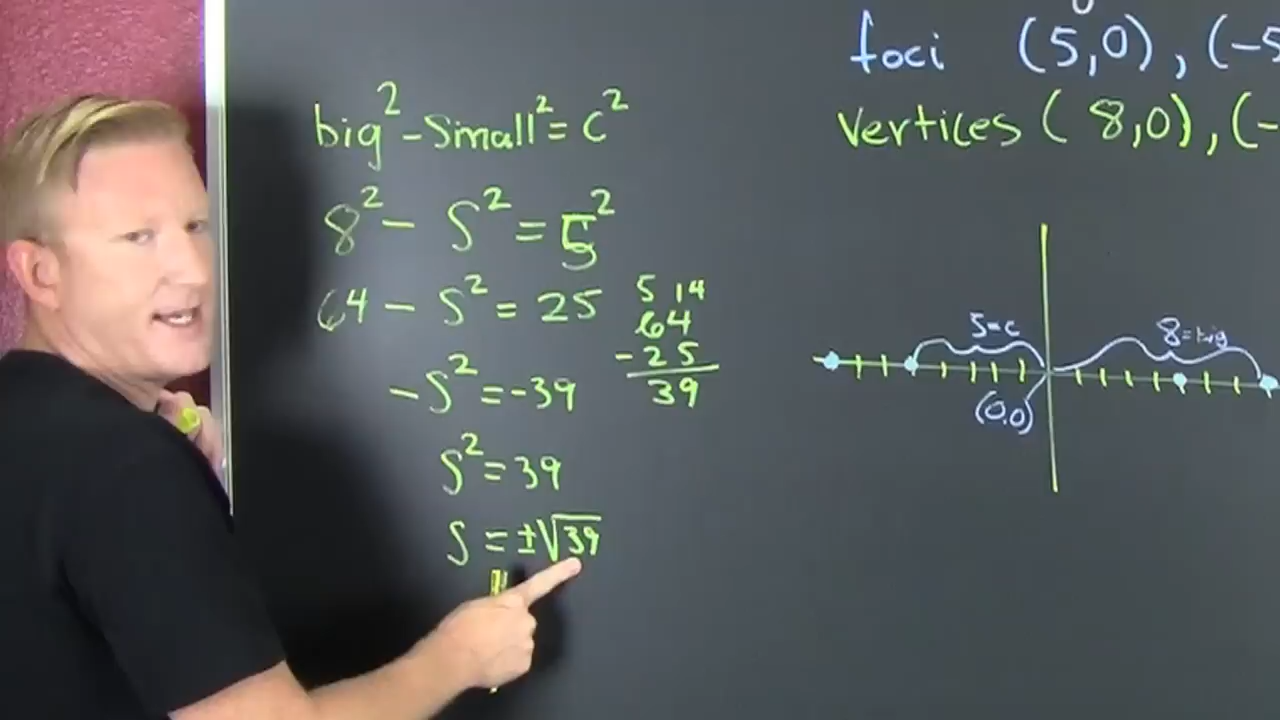 big² - Small² = C²
8² - S² = 5²
64 - S² = 25
-S² = -39
S² = 39
S = ±√39
5 14
64
-25
39
foci (5,0), (-5
vertices (8,0), (-
5=c
8=big
(0,0)